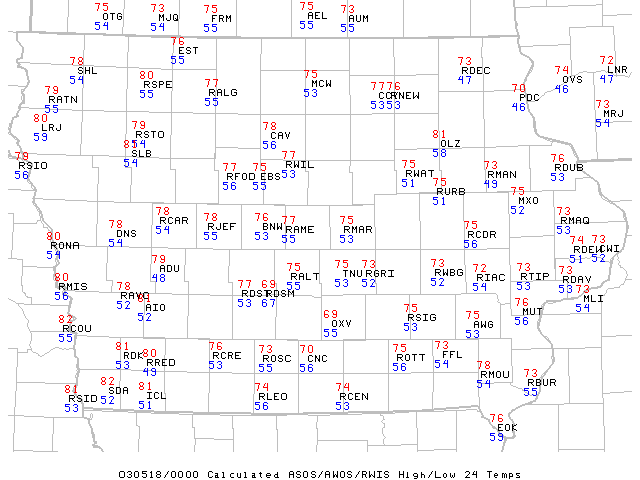 75 OTG 54
73 MJQ 54
75 FRM 55
75 AEL 55
73 AUM 55
76 EST 55
78 SHL 54
80 RSPE 55
77 RALG 55
75 MCW 53
77 53
76 RNEW 53
73 RDEC 47
74 OVS 46
72 LNR 47
79 RATN 55
70 PDC 46
73 MRJ 54
80 LRJ 59
79 RSTO 54
SLB 54
78 CAV 56
81 OLZ 58
79 RSIO 56
77 RFOD 56
75 EBS 55
77 RWIL 53
75 RWAT 51
75 RURB 51
73 RMAN 49
76 RDUB 53
75 MXO 52
78 DNS 54
78 RCAR 54
78 RJEF 55
76 BNW 53
77 RAME 55
75 RMAR 53
75 RCDR 56
73 RMAQ 53
74 RDEW 51
73 CWI 52
80 RONA 54
79 ADU 48
75 RALT 55
75 TNU 53
73 RGRI 52
73 RWBG 52
72 RIAC 54
73 RTIP 53
73 RDAV 53
73 MLI 54
80 RMIS 56
78 RAVC 52
AIO 52
77 RDST 53
69 RDSM 67
82 RCOU 55
69 OXV 55
75 RSIG 53
75 AWG 53
76 MUT 56
81 RDK 53
80 RRED 49
76 RCRE 53
73 ROSC 55
70 CNC 56
75 ROTT 56
73 FFL 54
78 RMOU 54
73 RBUR 55
81 RSID 53
82 SDA 52
81 ICL 51
74 RLEO 56
74 RCEN 53
76 EOK 59
030518/0000 Calculated ASOS/AWOS/RWIS High/Low 24 Temps